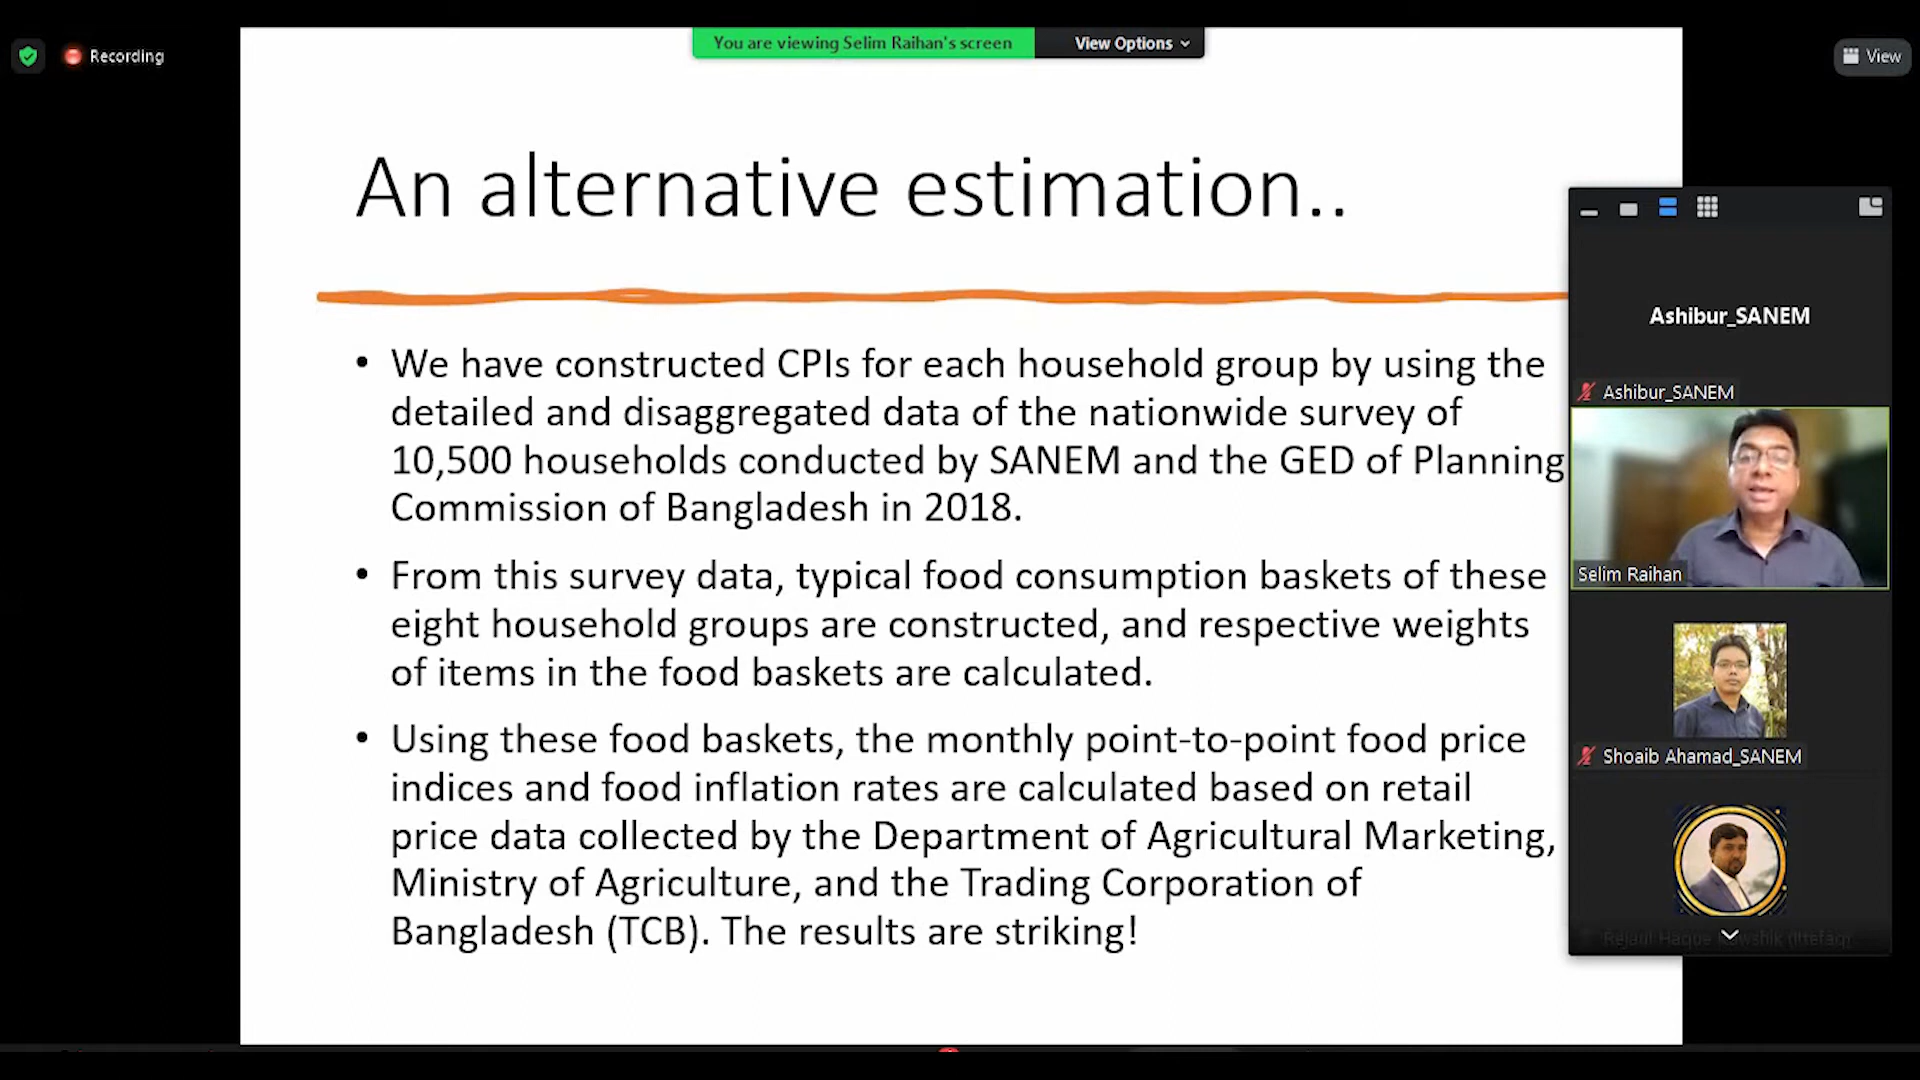 Recording
You are viewing Selim Raihan's screen
View Options
View
An alternative estimation..
• We have constructed CPIs for each household group by using the
detailed and disaggregated data of the nationwide survey of
10,500 households conducted by SANEM and the GED of Planning
Commission of Bangladesh in 2018.
• From this survey data, typical food consumption baskets of these
eight household groups are constructed, and respective weights
of items in the food baskets are calculated.
• Using these food baskets, the monthly point-to-point food price
indices and food inflation rates are calculated based on retail
price data collected by the Department of Agricultural Marketing,
Ministry of Agriculture, and the Trading Corporation of
Bangladesh (TCB). The results are striking!
Ashibur_SANEM
Ashibur_SANEM
Selim Raihan
Shoaib Ahamad_SANEM
Haque (Ittefaq)